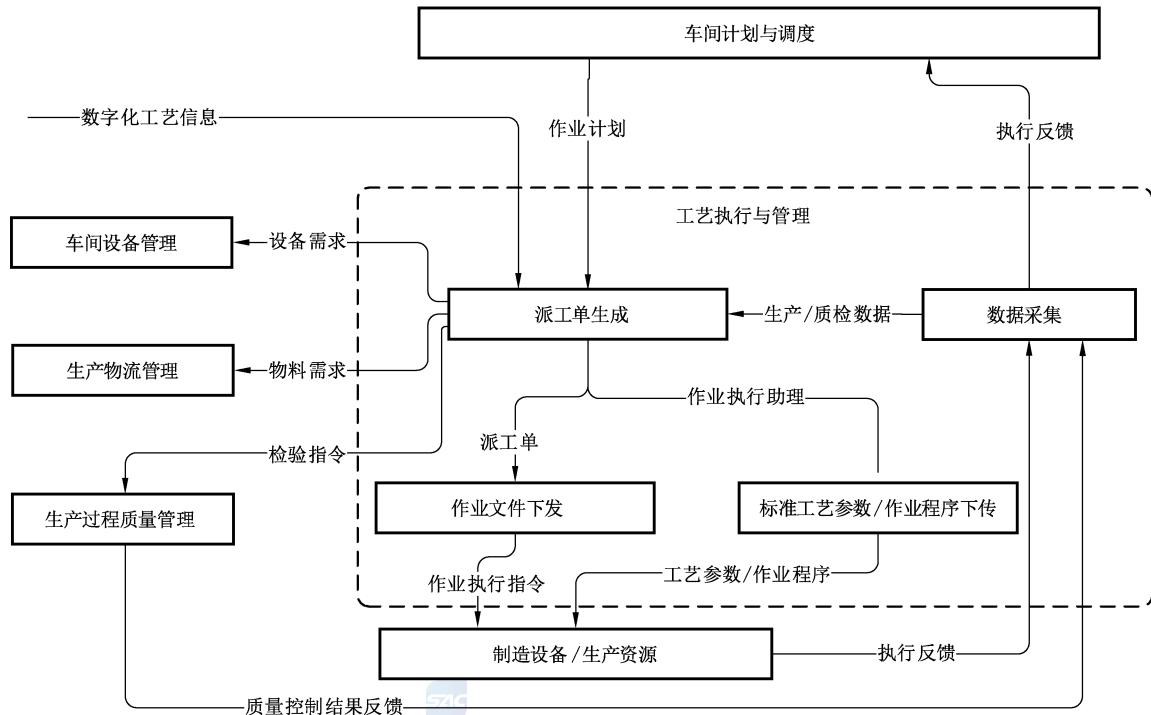 车间计划与调度
数字化工艺信息
作业计划
执行反馈
工艺执行与管理
车间设备管理
设备需求
派工单生成
生产/质检数据
数据采集
生产物流管理
物料需求
作业执行助理
派工单
检验指令
生产过程质量管理
作业文件下发
标准工艺参数/作业程序下传
作业执行指令
工艺参数/作业程序
制造设备/生产资源
执行反馈
质量控制结果反馈
SAC